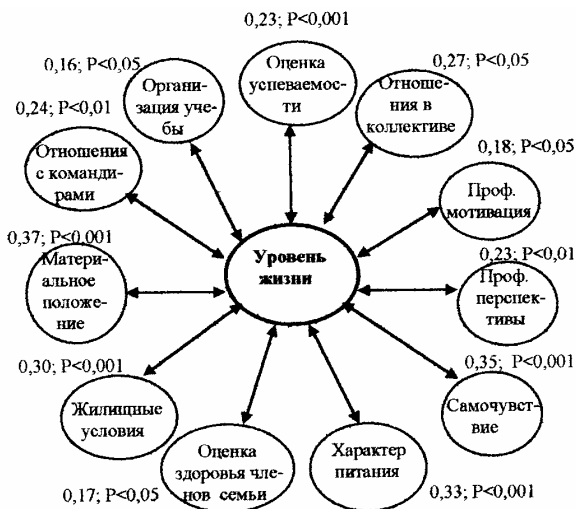 0,23; P<0,001
Оценка
успеваемос-
ти
0,27; P<0,05
Отноше-
ния в
коллективе
0,18; P<0,05
Проф.
мотивация
0,23; P<0,01
Проф.
перспек-
тивы
0,35; P<0,001
Самочувст-
вие
Характер
питания
0,33; P<0,001
Оценка
здоровья чле-
нов семьи
0,17; P<0,05
0,30; P<0,001
Жилищные
условия
0,37; P<0,001
Матери-
альное
положе-
ние
0,24; P<0,01
Отношения
с команди-
рами
0,16; P<0,05
Органи-
зация уче-
бы
Уровень
жизни